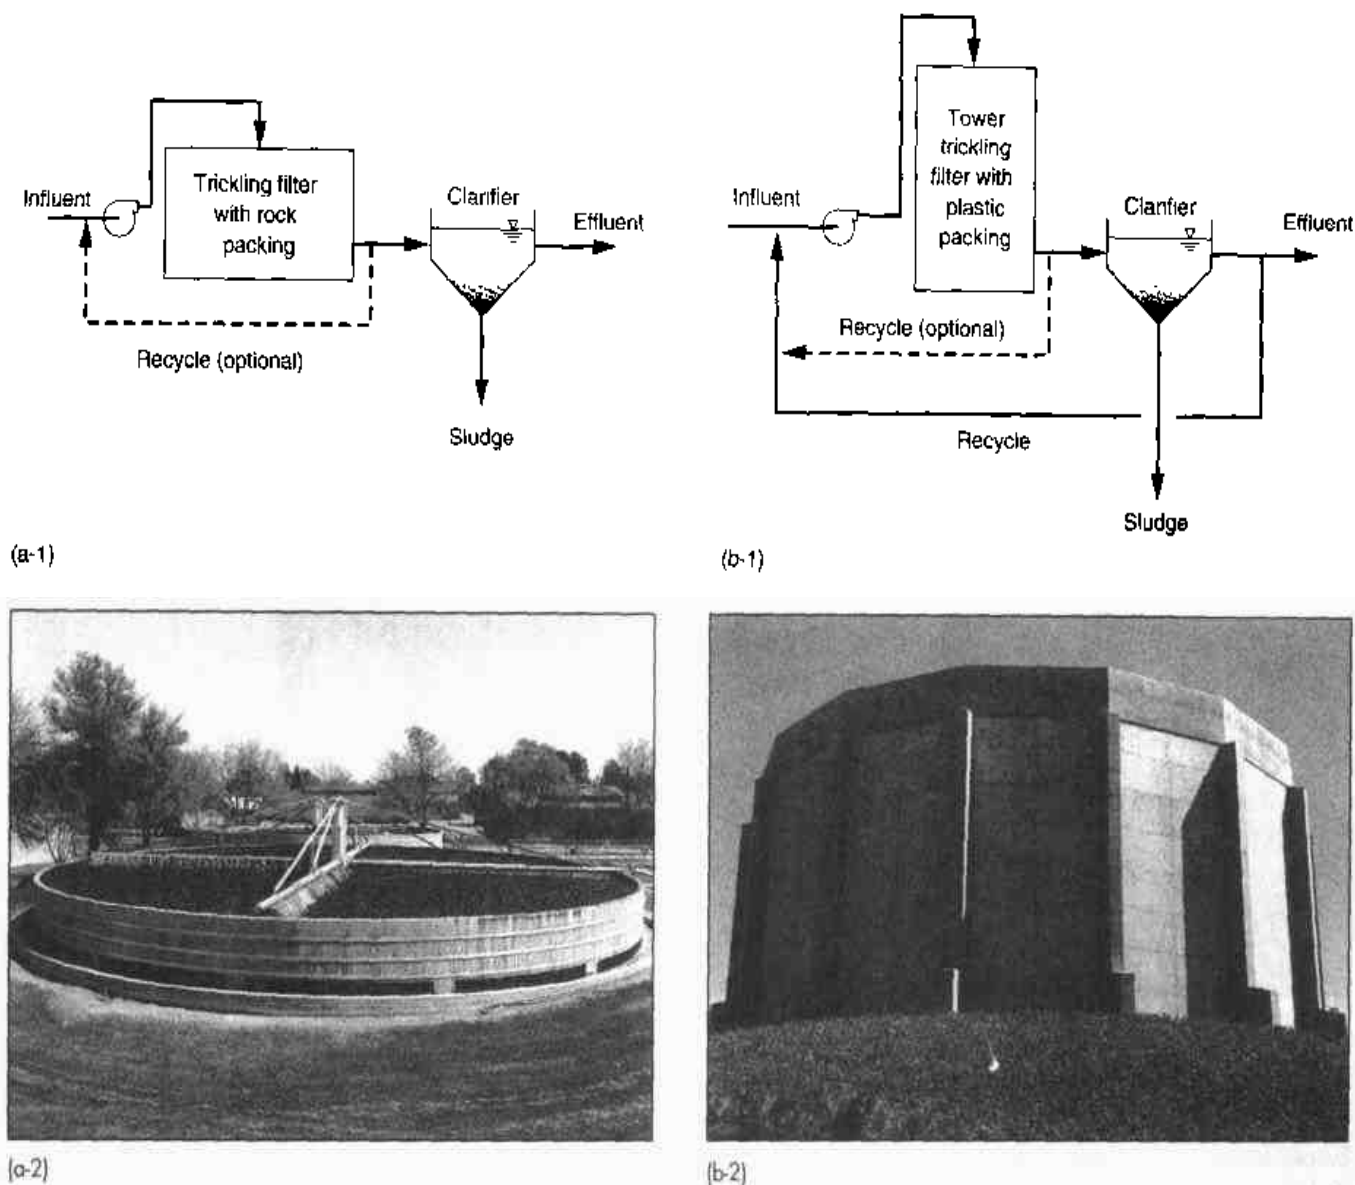 Influent
Trickling filter
with rock
packing
Clarifier
Effluent
Recycle (optional)
Sludge
(a-1)
Influent
Tower
trickling
filter with
plastic
packing
Clarifier
Effluent
Recycle (optional)
Recycle
Sludge
(b-1)
(a-2)
(b-2)